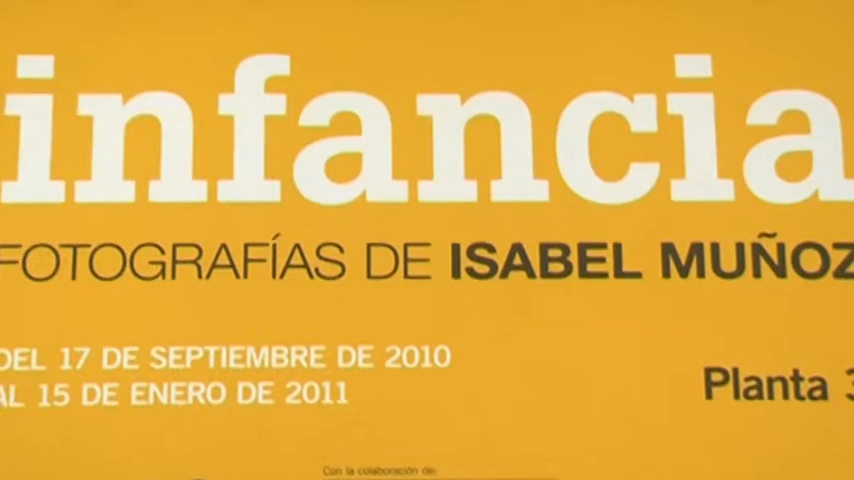 infancia
FOTOGRAFÍAS DE ISABEL MUÑOZ
DEL 17 DE SEPTIEMBRE DE 2010
AL 15 DE ENERO DE 2011
Planta 3
Con la colaboración de: